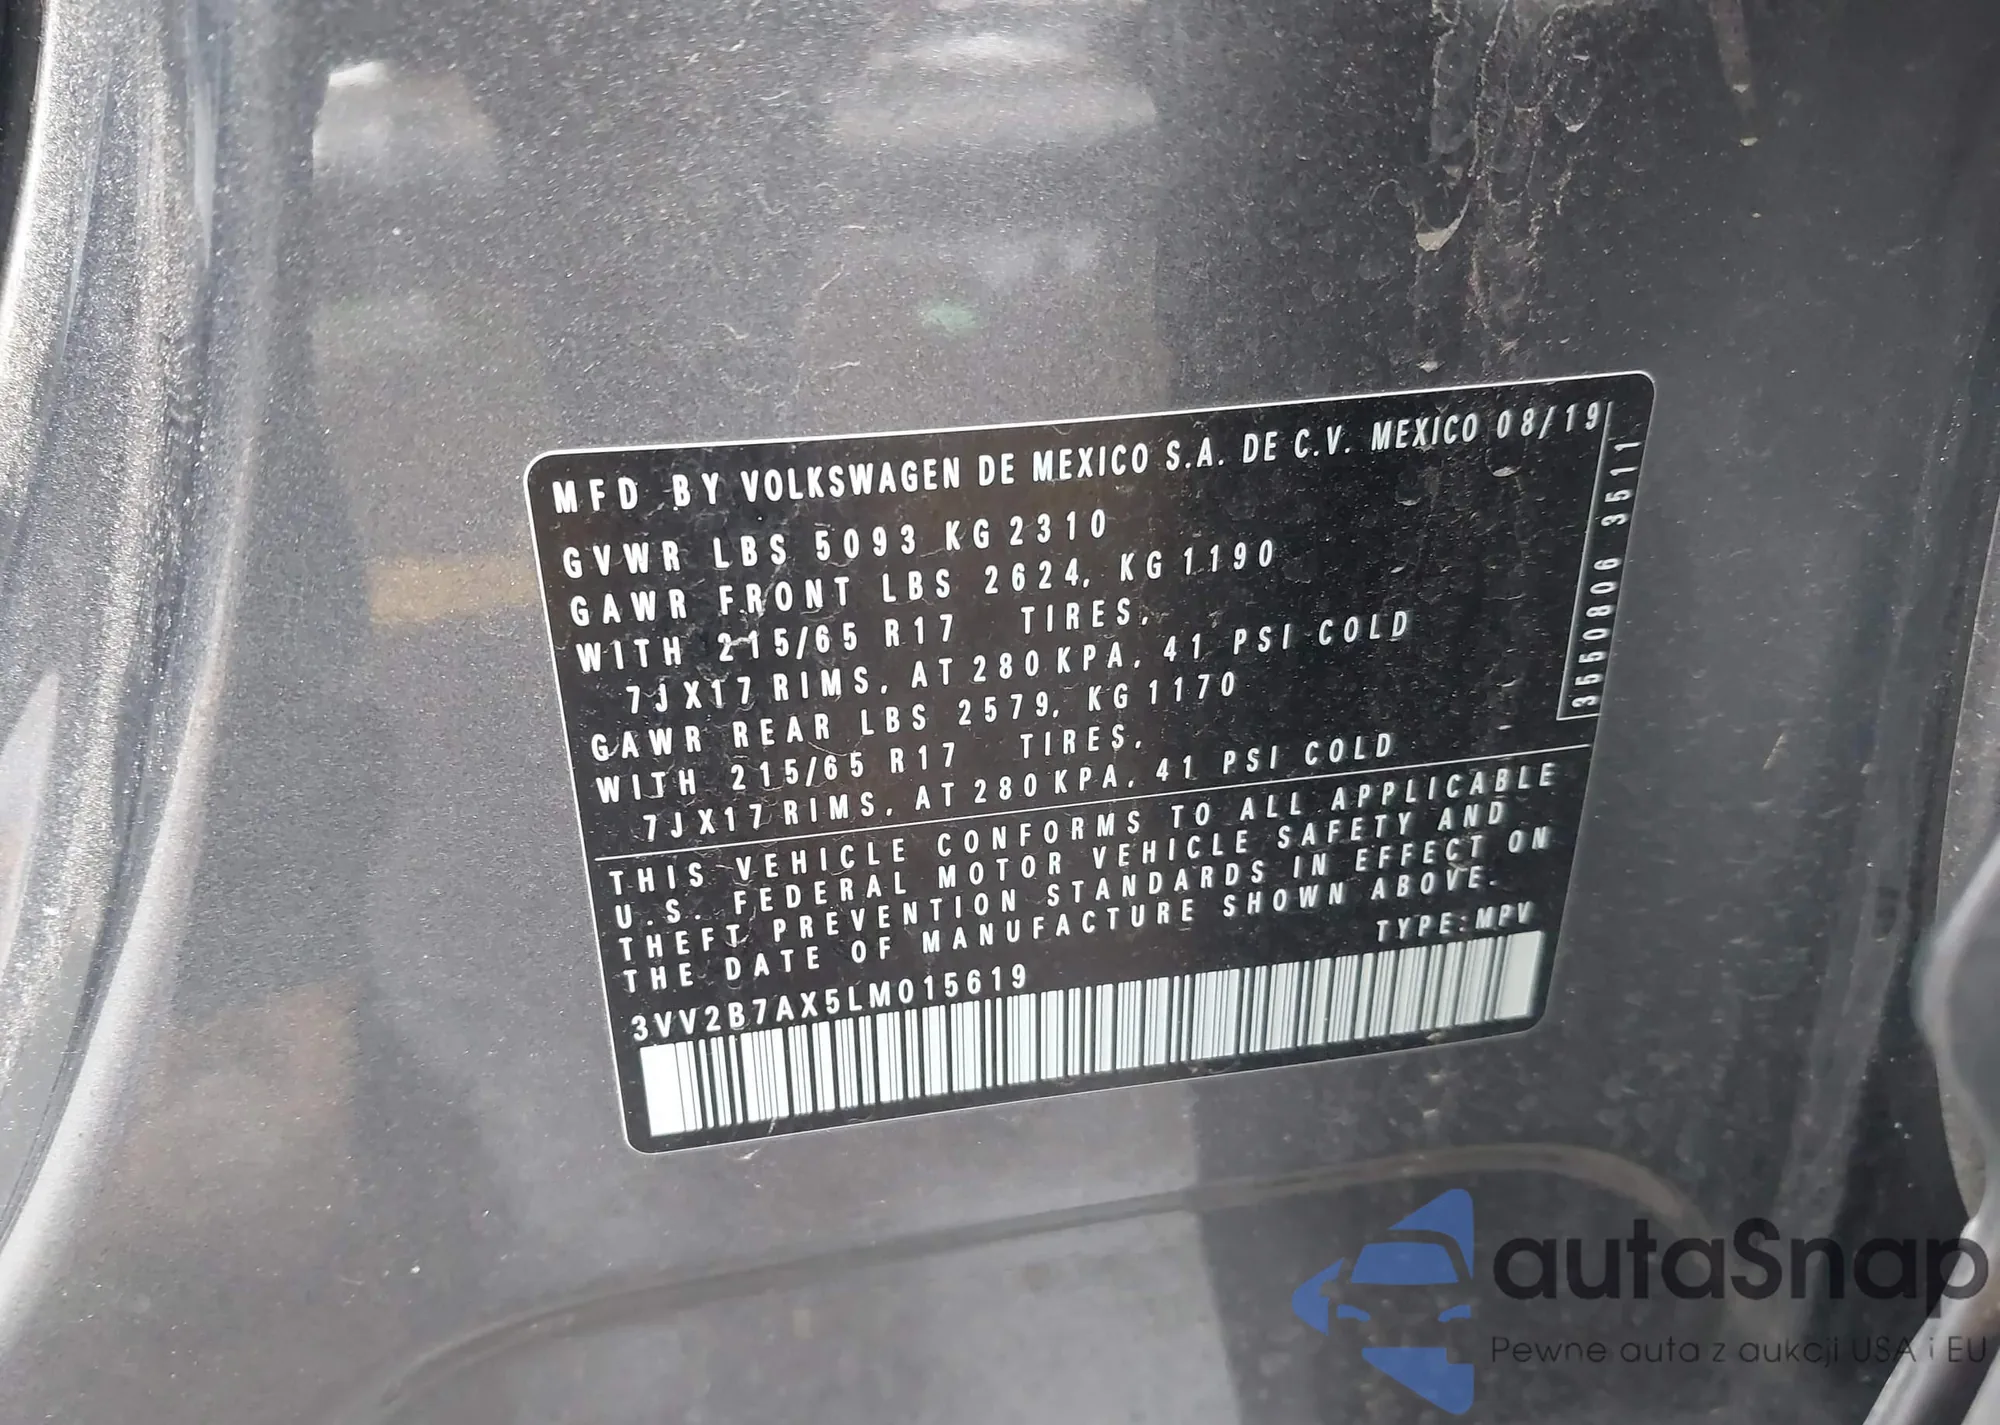 MFD BY VOLKSWAGEN DE MEXICO S.A. DE C.V. MEXICO 08/19
GVWR LBS 5093 KG 2310
GAWR FRONT LBS 2624, KG 1190
WITH 215/65 R17 TIRES,
7J X17 RIMS, AT 280 KPA, 41 PSI COLD
GAWR REAR LBS 2579, KG 1170
WITH 215/65 R17 TIRES,
7J X17 RIMS, AT 280 KPA, 41 PSI COLD
3550806 3511
THIS VEHICLE CONFORMS TO ALL APPLICABLE
U.S. FEDERAL MOTOR VEHICLE SAFETY AND
THEFT PREVENTION STANDARDS IN EFFECT ON
THE DATE OF MANUFACTURE SHOWN ABOVE.
TYPE: MPV
3VV2B7AX5LM015619
autaSnap
Pewne auta z aukcji USA i EU